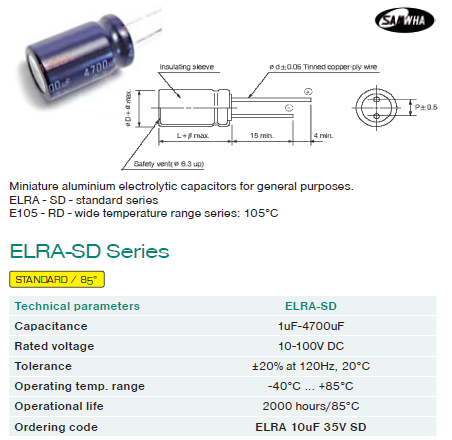 SAMWHA
00uF 4700
Insulating sleeve
ø d±0.05 Tinned copper-ply wire
ø D+α max.
P±0.5
L+β max.
15 min.
4 min.
Safety vent(ø 6.3 up)
Miniature aluminium electrolytic capacitors for general purposes.
ELRA - SD - standard series
E105 - RD - wide temperature range series: 105°C
ELRA-SD Series
STANDARD / 85°
Technical parameters ELRA-SD
Capacitance 1uF-4700uF
Rated voltage 10-100V DC
Tolerance ±20% at 120Hz, 20°C
Operating temp. range -40°C ... +85°C
Operational life 2000 hours/85°C
Ordering code ELRA 10uF 35V SD